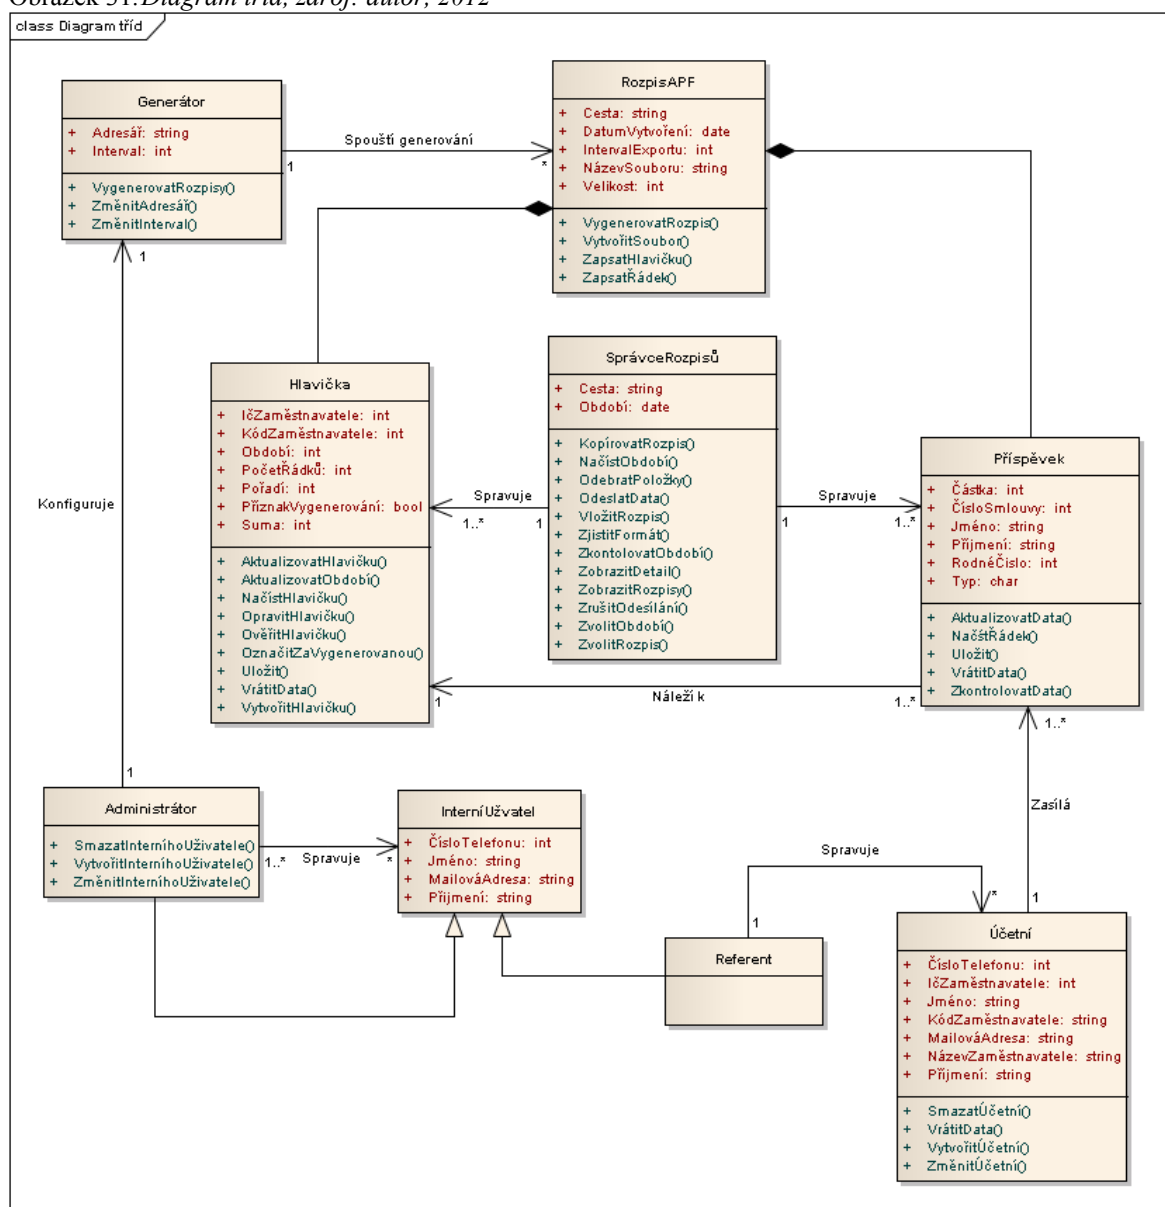 Obrázek 31: Diagram tříd, zdroj: autor, 2012
class Diagram tříd
Generátor
+ Adresář: string
+ Interval: int
+ VygenerovatRozpisy()
+ ZměnitAdresář()
+ ZměnitInterval()
Spouští generování
1
*
RozpisAPF
+ Cesta: string
+ DatumVytvoření: date
+ IntervalExportu: int
+ NázevSouboru: string
+ Velikost: int
+ VygenerovatRozpis()
+ VytvořitSoubor()
+ ZapsatHlavičku()
+ ZapsatŘádek()
1
Konfiguruje
1
Hlavička
+ IčZaměstnavatele: int
+ KódZaměstnavatele: int
+ Období: int
+ PočetŘádků: int
+ Pořadí: int
+ PříznakVygenerování: bool
+ Suma: int
+ AktualizovatHlavičku()
+ AktualizovatObdobí()
+ NačístHlavičku()
+ OpravitHlavičku()
+ OvěřitHlavičku()
+ OznačitZaVygenerovanou()
+ Uložit()
+ VrátitData()
+ VytvořitHlavičku()
Spravuje
1..*
1
SprávceRozpisů
+ Cesta: string
+ Období: date
+ KopírovatRozpis()
+ NačístObdobí()
+ OdebratPoložky()
+ OdeslatData()
+ VložitRozpis()
+ ZjistitFormát()
+ ZkontolovatObdobí()
+ ZobrazitDetail()
+ ZobrazitRozpisy()
+ ZrušitOdesílání()
+ ZvolitObdobí()
+ ZvolitRozpis()
Spravuje
1
1..*
Příspěvek
+ Částka: int
+ ČísloSmlouvy: int
+ Jméno: string
+ Příjmení: string
+ RodnéČislo: int
+ Typ: char
+ AktualizovatData()
+ NačśtŘádek()
+ Uložit()
+ VrátitData()
+ ZkontrolovatData()
1
Náleží k
1..*
1..*
Zasílá
1
Administrátor
+ SmazatInterníhoUživatele()
+ VytvořitInterníhoUživatele()
+ ZměnitInterníhoUživatele()
1..*
Spravuje
*
InterníUžvatel
+ ČísloTelefonu: int
+ Jméno: string
+ MailováAdresa: string
+ Příjmení: string
Spravuje
1
*
Referent
Účetní
+ ČísloTelefonu: int
+ IčZaměstnavatele: int
+ Jméno: string
+ KódZaměstnavatele: string
+ MailováAdresa: string
+ NázevZaměstnavatele: string
+ Příjmení: string
+ SmazatÚčetní()
+ VrátitData()
+ VytvořitÚčetní()
+ ZměnitÚčetní()